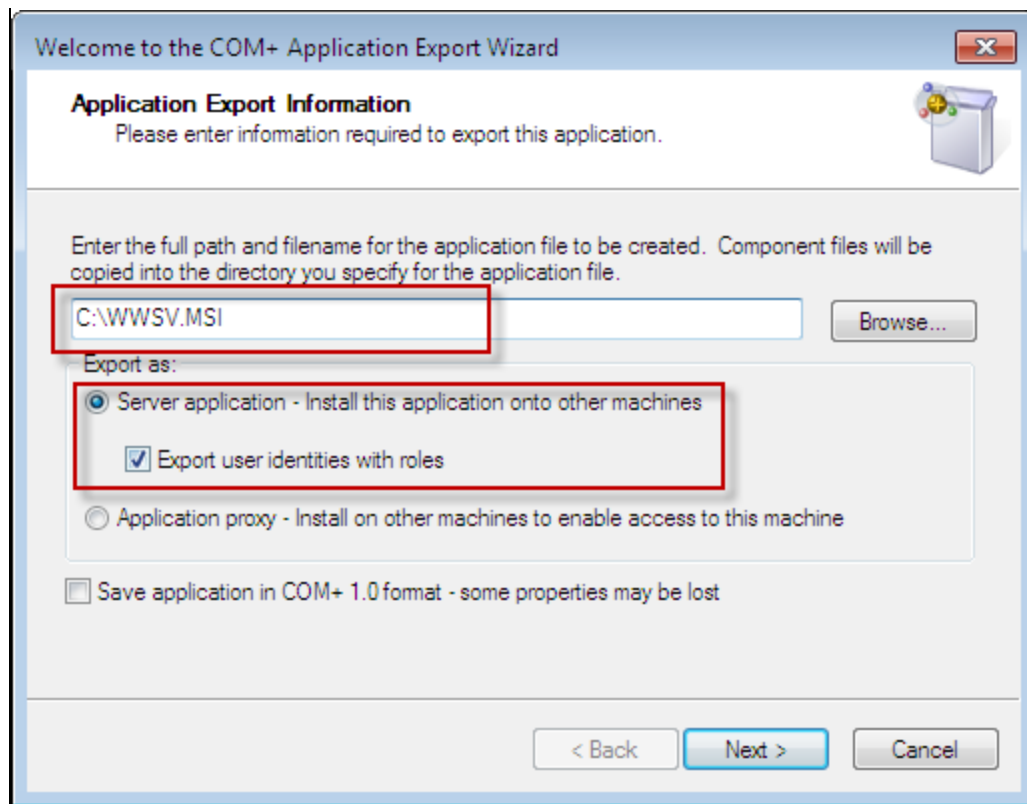 Welcome to the COM+ Application Export Wizard
Application Export Information
Please enter information required to export this application.
Enter the full path and filename for the application file to be created.  Component files will be
copied into the directory you specify for the application file.
C:\WWSV.MSI
Browse...
Export as:
Server application - Install this application onto other machines
Export user identities with roles
Application proxy - Install on other machines to enable access to this machine
Save application in COM+ 1.0 format - some properties may be lost
< Back
Next >
Cancel